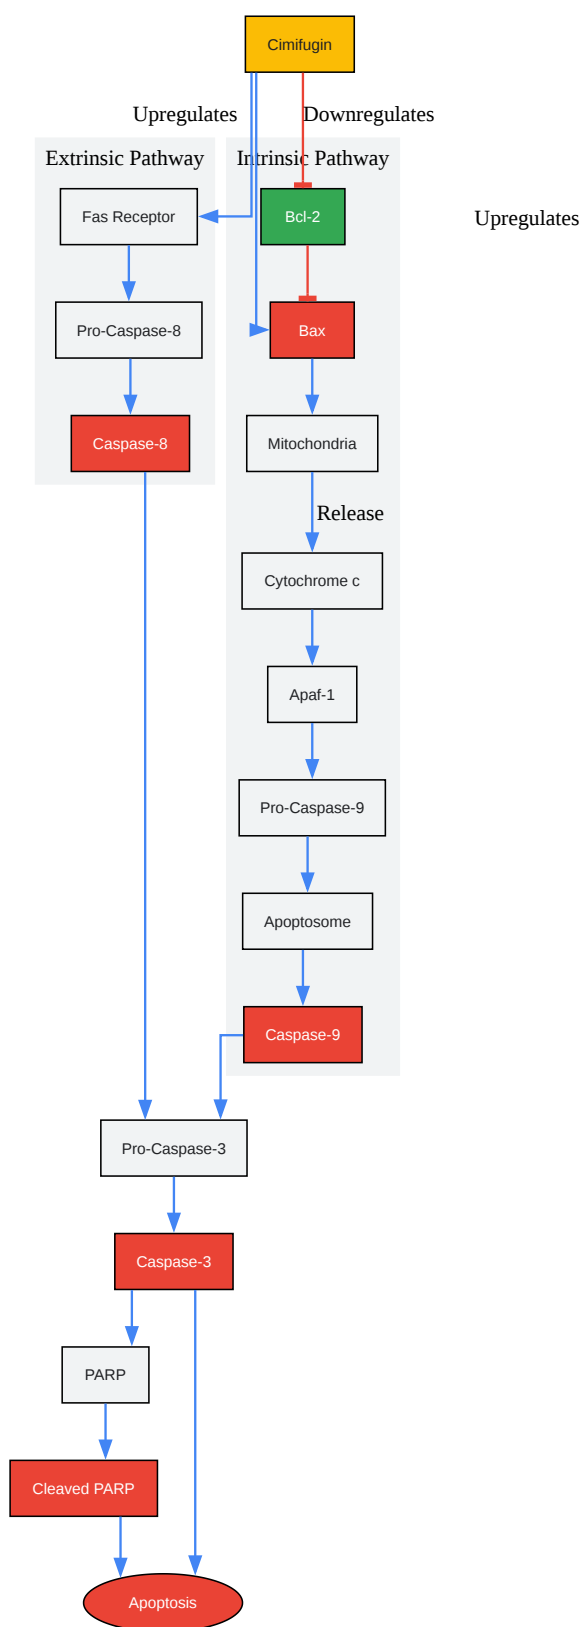 Cimifugin
Upregulates
Downregulates
Extrinsic Pathway
Intrinsic Pathway
Fas Receptor
Bcl-2
Upregulates
Pro-Caspase-8
Bax
Caspase-8
Mitochondria
Release
Cytochrome c
Apaf-1
Pro-Caspase-9
Apoptosome
Caspase-9
Pro-Caspase-3
Caspase-3
PARP
Cleaved PARP
Apoptosis